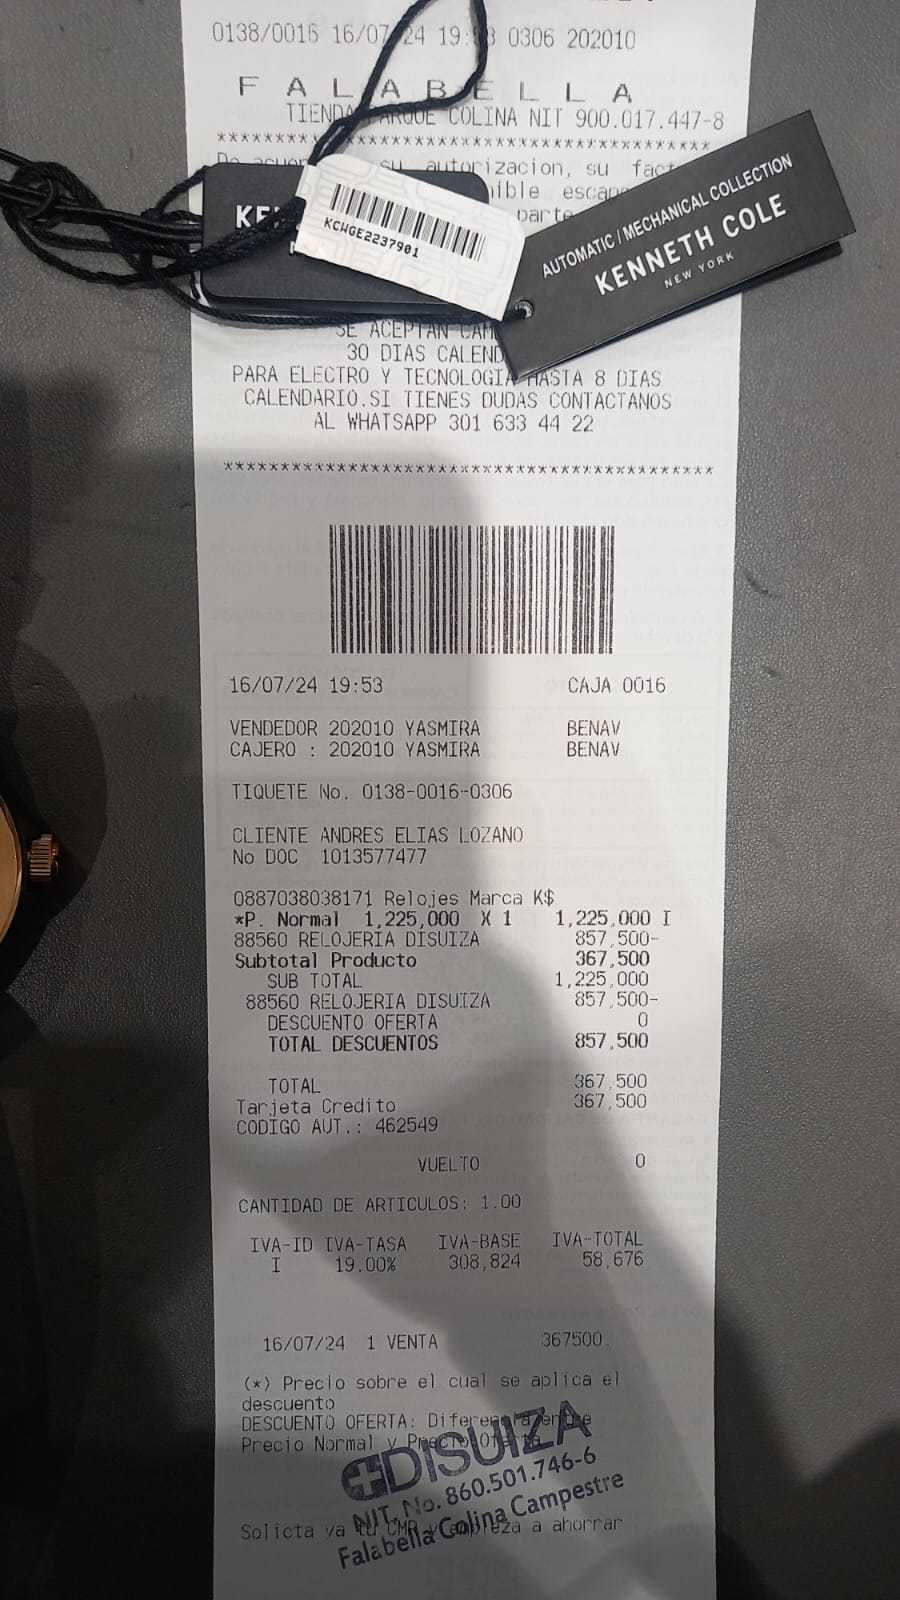 0138/0016 16/07/24 19:53 0306 202010
F A L A B E L L A
TIENDA PARQUE COLINA NIT 900.017.447-8
*******************************************
De acuerdo su autorizacion, su
parte
KCWGE2237901
AUTOMATIC / MECHANICAL COLLECTION
KENNETH COLE
NEW YORK
SE ACEPTAN
30 DIAS
PARA ELECTRO Y TECNOLOGIA HASTA 8 DIAS
CALENDARIO.SI TIENES DUDAS CONTACTANOS
AL WHATSAPP 301 633 44 22
*******************************************
16/07/24 19:53 CAJA 0016
VENDEDOR 202010 YASMIRA BENAV
CAJERO : 202010 YASMIRA BENAV
TIQUETE No. 0138-0016-0306
CLIENTE ANDRES ELIAS LOZANO
No DOC 1013577477
0887038038171 Relojes Marca K$
*P. Normal 1,225,000 X 1 1,225,000 I
88560 RELOJERIA DISUIZA 857,500-
Subtotal Producto 367,500
SUB TOTAL 1,225,000
88560 RELOJERIA DISUIZA 857,500-
DESCUENTO OFERTA 0
TOTAL DESCUENTOS 857,500
TOTAL 367,500
Tarjeta Credito 367,500
CODIGO AUT.: 462549
VUELTO 0
CANTIDAD DE ARTICULOS: 1.00
IVA-ID IVA-TASA IVA-BASE IVA-TOTAL
I 19.00% 308,824 58,676
16/07/24 1 VENTA 367500.
(*) Precio sobre el cual se aplica el
descuento
DESCUENTO OFERTA: Diferencia entre
Precio Normal y Precio Oferta
DISUIZA
NIT. No. 860.501.746-6
Falabella Colina Campestre
Solicta ya tu CMR y empieza a ahorrar